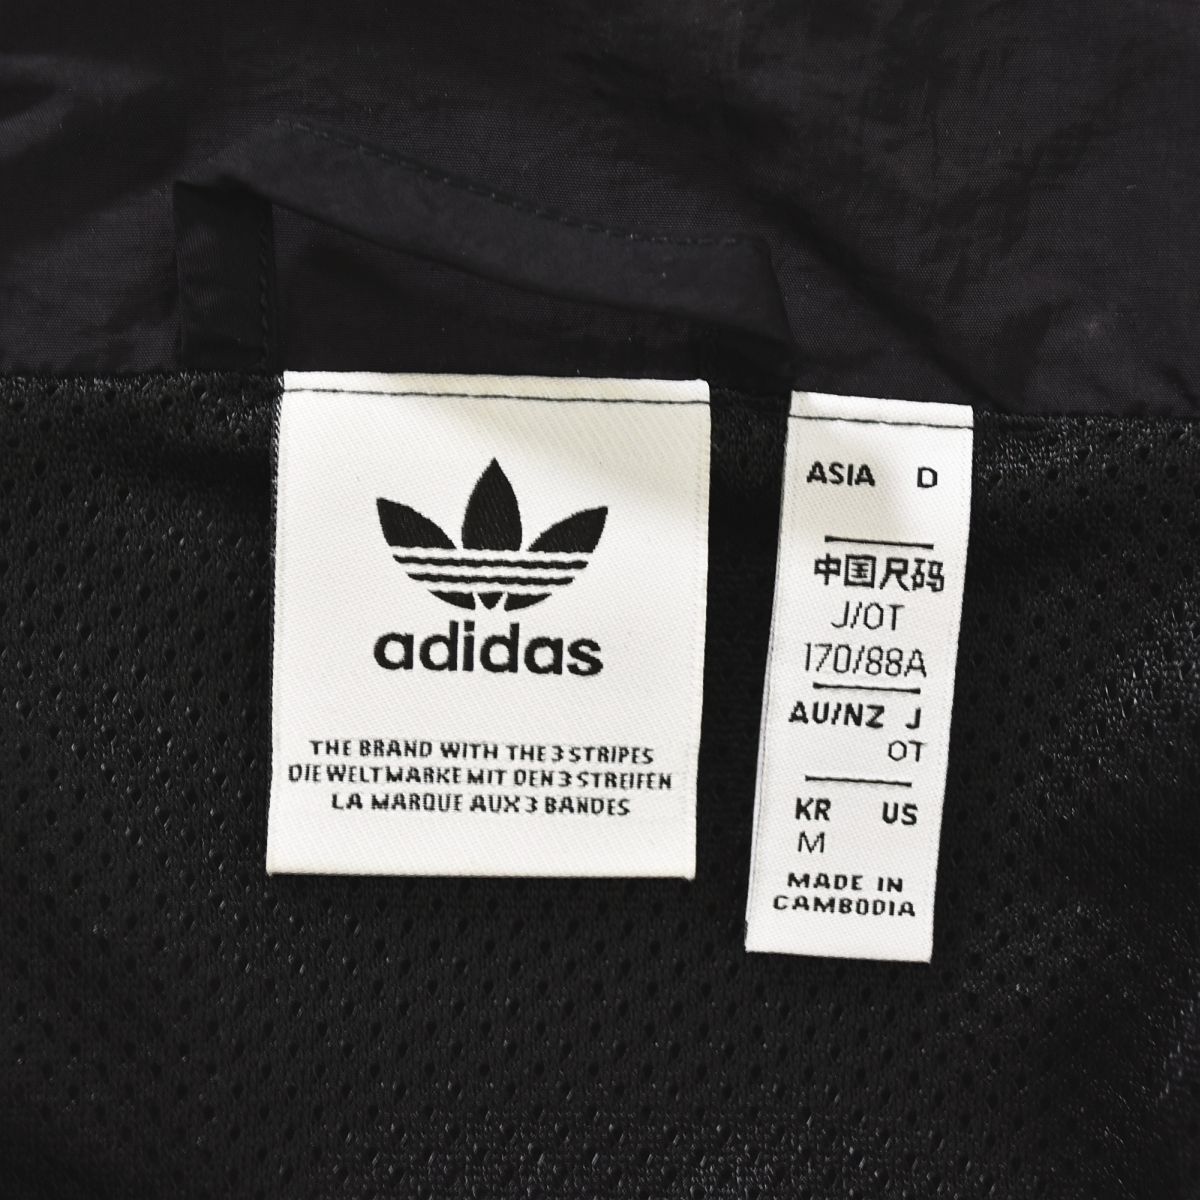 adidas
THE BRAND WITH THE 3 STRIPES
DIE WELTMARKE MIT DEN 3 STREIFEN
LA MARQUE AUX 3 BANDES
ASIA D
中国尺码
J/OT
170/88A
AU/NZ J
OT
KR US
M
MADE IN
CAMBODIA